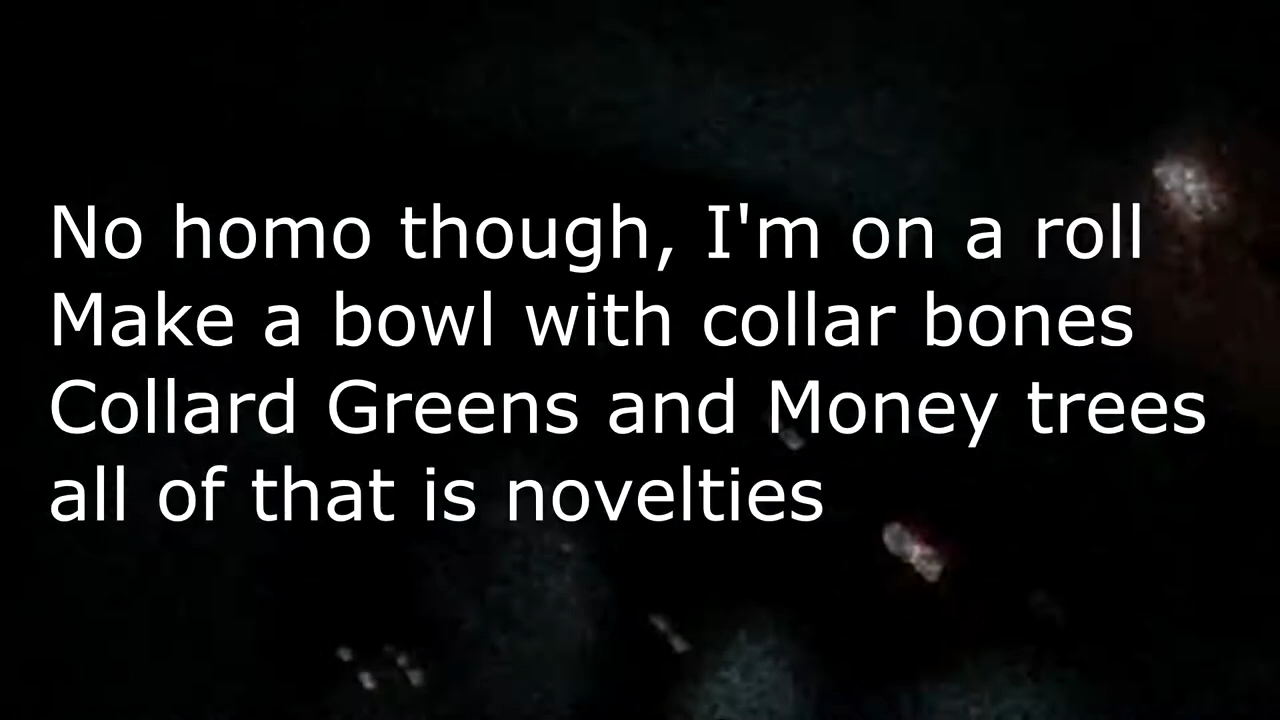 No homo though, I'm on a roll
Make a bowl with collar bones
Collard Greens and Money trees
all of that is novelties